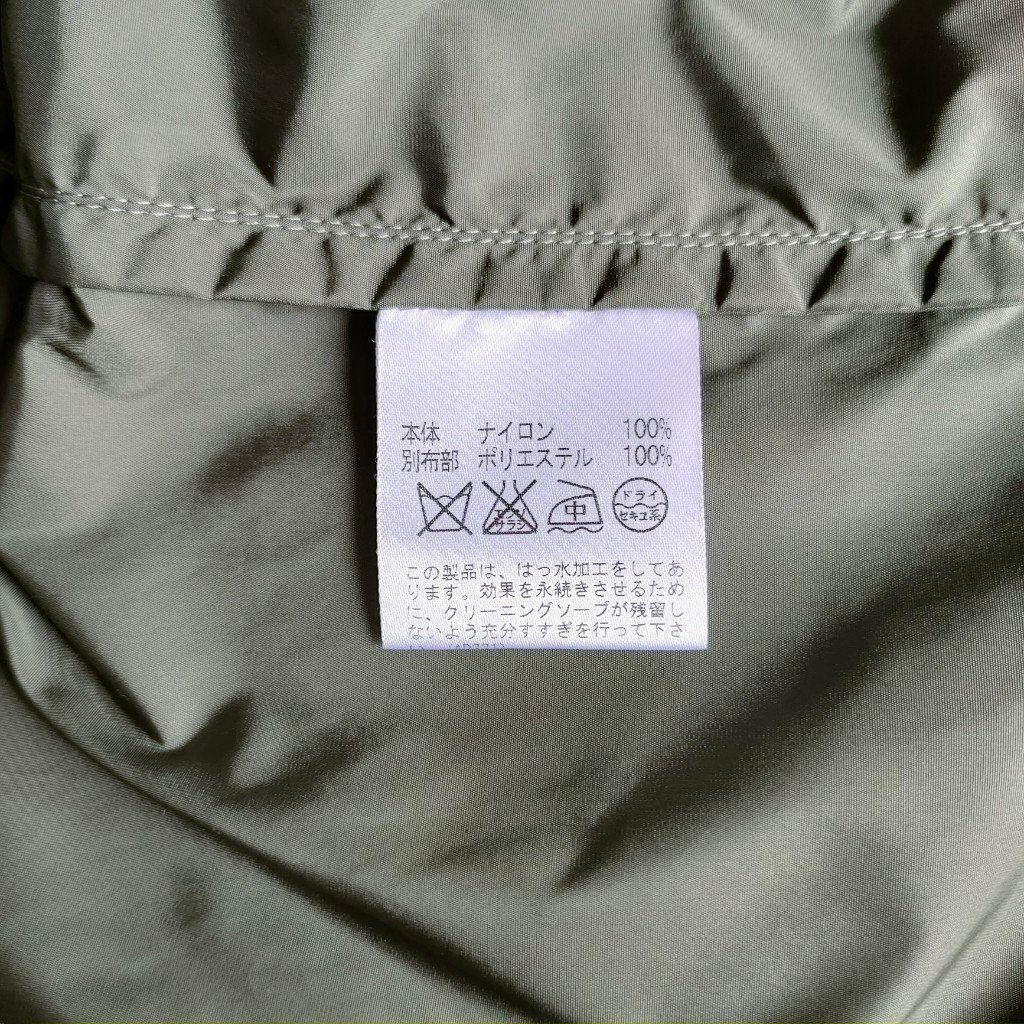 本体 ナイロン 100%
別布部 ポリエステル 100%
エンソ サラシ 中 ドライ セキユ系
この製品は、はっ水加工をしてあ
ります。効果を永続きさせるため
に、クリーニングソープが残留し
ないよう充分すすぎを行って下さ